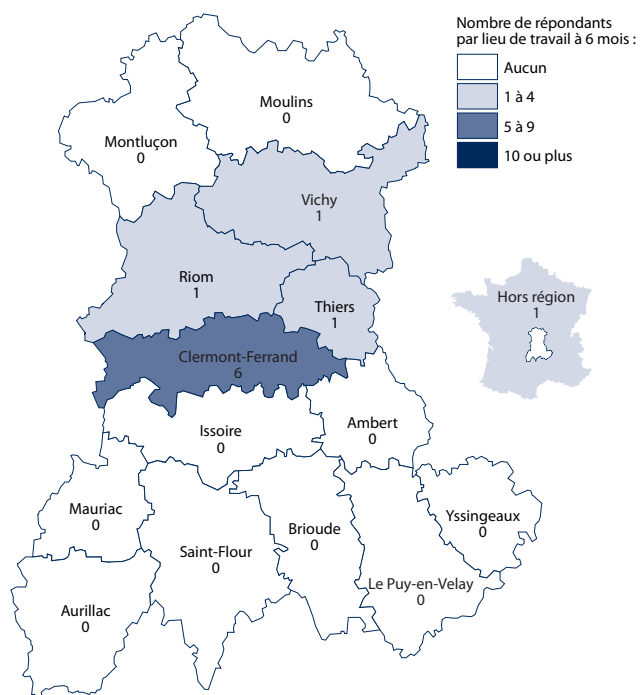 Nombre de répondants
par lieu de travail à 6 mois :
Aucun
1 à 4
5 à 9
10 ou plus
Moulins
0
Montluçon
0
Vichy
1
Riom
1
Thiers
1
Hors région
1
Clermont-Ferrand
6
Issoire
0
Ambert
0
Mauriac
0
Saint-Flour
0
Brioude
0
Yssingeaux
0
Le Puy-en-Velay
0
Aurillac
0